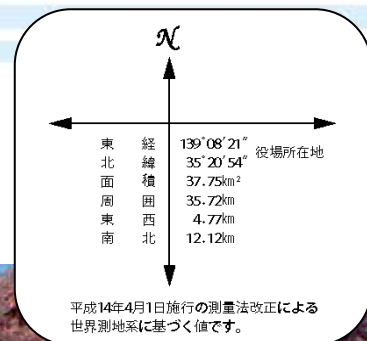 N
東経 139°08′21″
北緯 35°20′54″ 役場所在地
面積 37.75km²
周囲 35.72km
東西 4.77km
南北 12.12km
平成14年4月1日施行の測量法改正による
世界測地系に基づく値です。